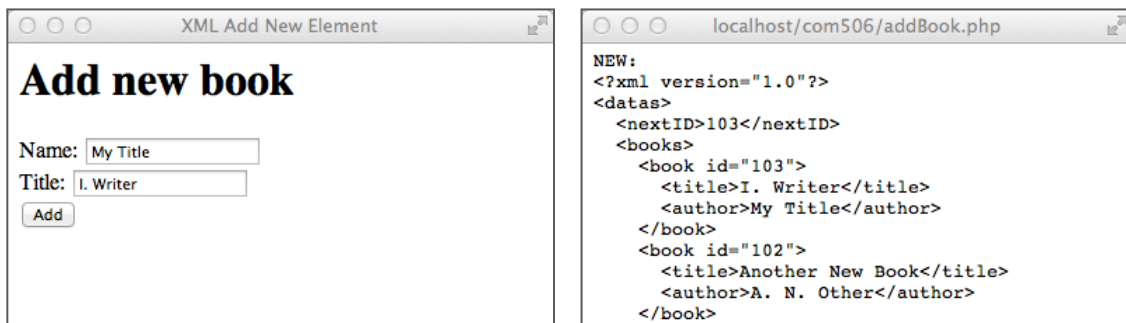 XML Add New Element
Add new book
Name: My Title
Title: I. Writer
Add
localhost/com506/addBook.php
NEW:
<?xml version="1.0"?>
<datas>
  <nextID>103</nextID>
  <books>
    <book id="103">
      <title>I. Writer</title>
      <author>My Title</author>
    </book>
    <book id="102">
      <title>Another New Book</title>
      <author>A. N. Other</author>
    </book>